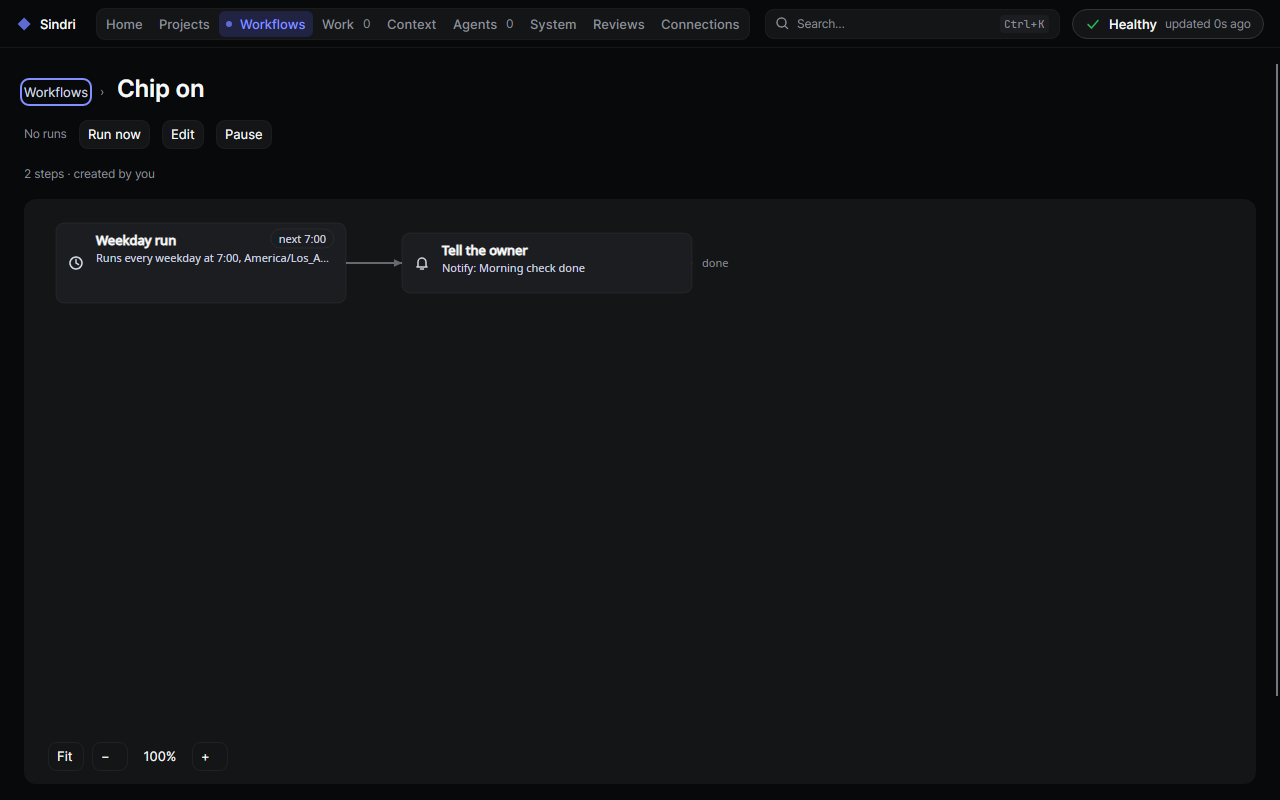 Sindri Home Projects Workflows Work 0 Context Agents 0 System Reviews Connections Search... Ctrl+K Healthy updated 0s ago
Workflows › Chip on
No runs Run now Edit Pause
2 steps · created by you
Weekday run next 7:00
Runs every weekday at 7:00, America/Los_A...
Tell the owner
Notify: Morning check done
done
Fit − 100% +